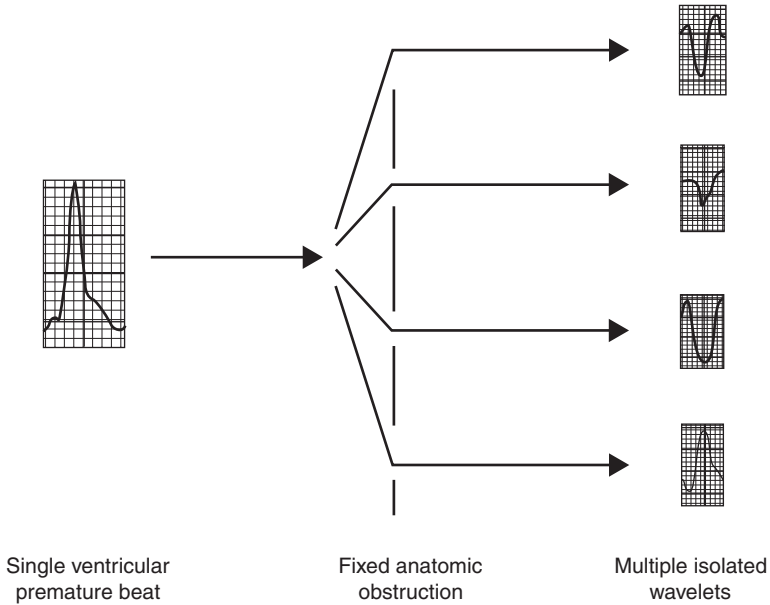 Single ventricular
premature beat
Fixed anatomic
obstruction
Multiple isolated
wavelets